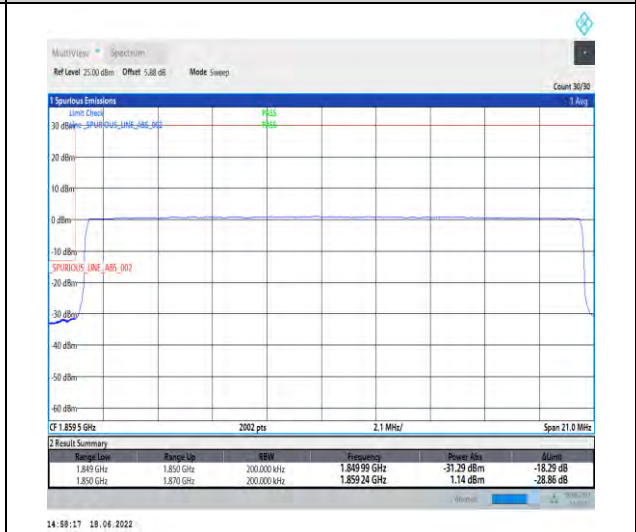 MultiView Spectrum
Ref Level 25.00 dBm Offset 5.88 dB Mode Sweep
Count 30/30
1 Spurious Emissions 1 Avg
Limit Check PASS
30 dBm Line _SPURIOUS_LINE_ABS_002 PASS
20 dBm
10 dBm
0 dBm
-10 dBm
_SPURIOUS_LINE_ABS_002
-20 dBm
-30 dBm
-40 dBm
-50 dBm
-60 dBm
CF 1.859 5 GHz 2002 pts 2.1 MHz/ Span 21.0 MHz
2 Result Summary
Range Low Range Up RBW Frequency Power Abs ΔLimit
1.849 GHz 1.850 GHz 200.000 kHz 1.849 99 GHz -31.29 dBm -18.29 dB
1.850 GHz 1.870 GHz 200.000 kHz 1.859 24 GHz 1.14 dBm -28.86 dB
14:58:17 18.06.2022